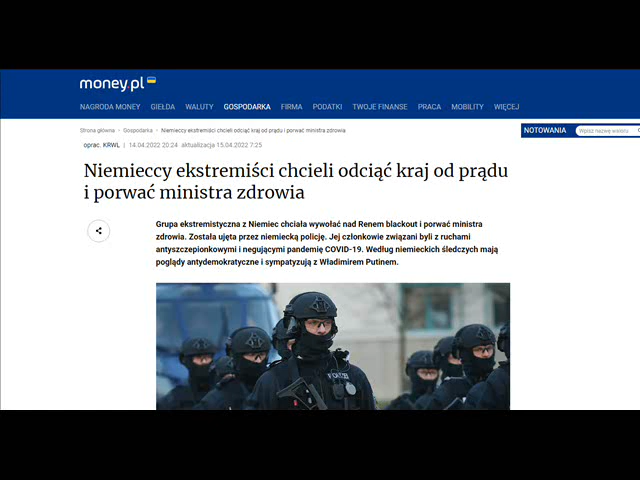 money.pl
NAGRODA MONEY GIEŁDA WALUTY GOSPODARKA FIRMA PODATKI TWOJE FINANSE PRACA MOBILITY WIĘCEJ
Strona główna › Gospodarka › Niemieccy ekstremiści chcieli odciąć kraj od prądu i porwać ministra zdrowia
NOTOWANIA Wpisz nazwę waloru
oprac. KRWL | 14.04.2022 20:24 aktualizacja 15.04.2022 7:25
Niemieccy ekstremiści chcieli odciąć kraj od prądu
i porwać ministra zdrowia
Grupa ekstremistyczna z Niemiec chciała wywołać nad Renem blackout i porwać ministra
zdrowia. Została ujęta przez niemiecką policję. Jej członkowie związani byli z ruchami
antyszczepionkowymi i negującymi pandemię COVID-19. Według niemieckich śledczych mają
poglądy antydemokratyczne i sympatyzują z Władimirem Putinem.